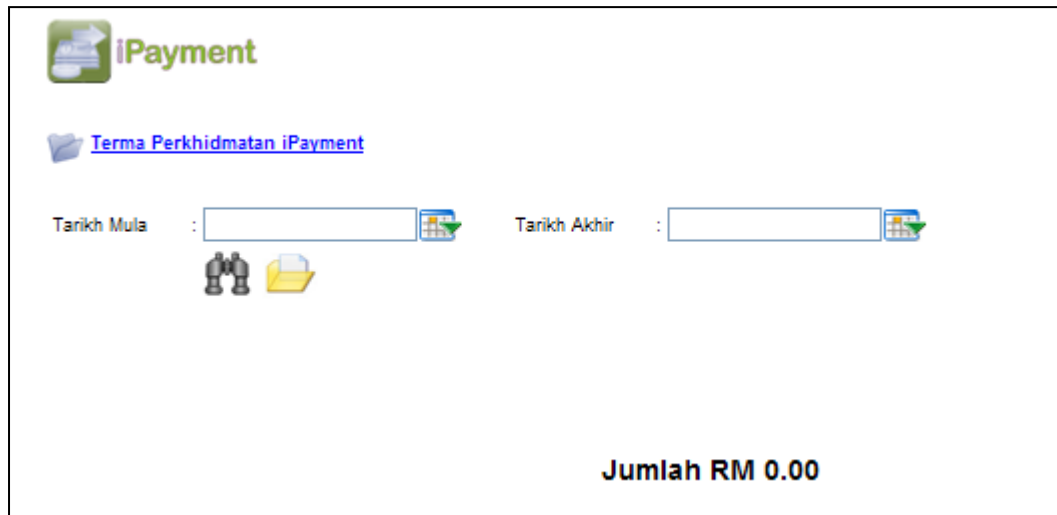 iPayment
Terma Perkhidmatan iPayment
Tarikh Mula : Tarikh Akhir :
Jumlah RM 0.00